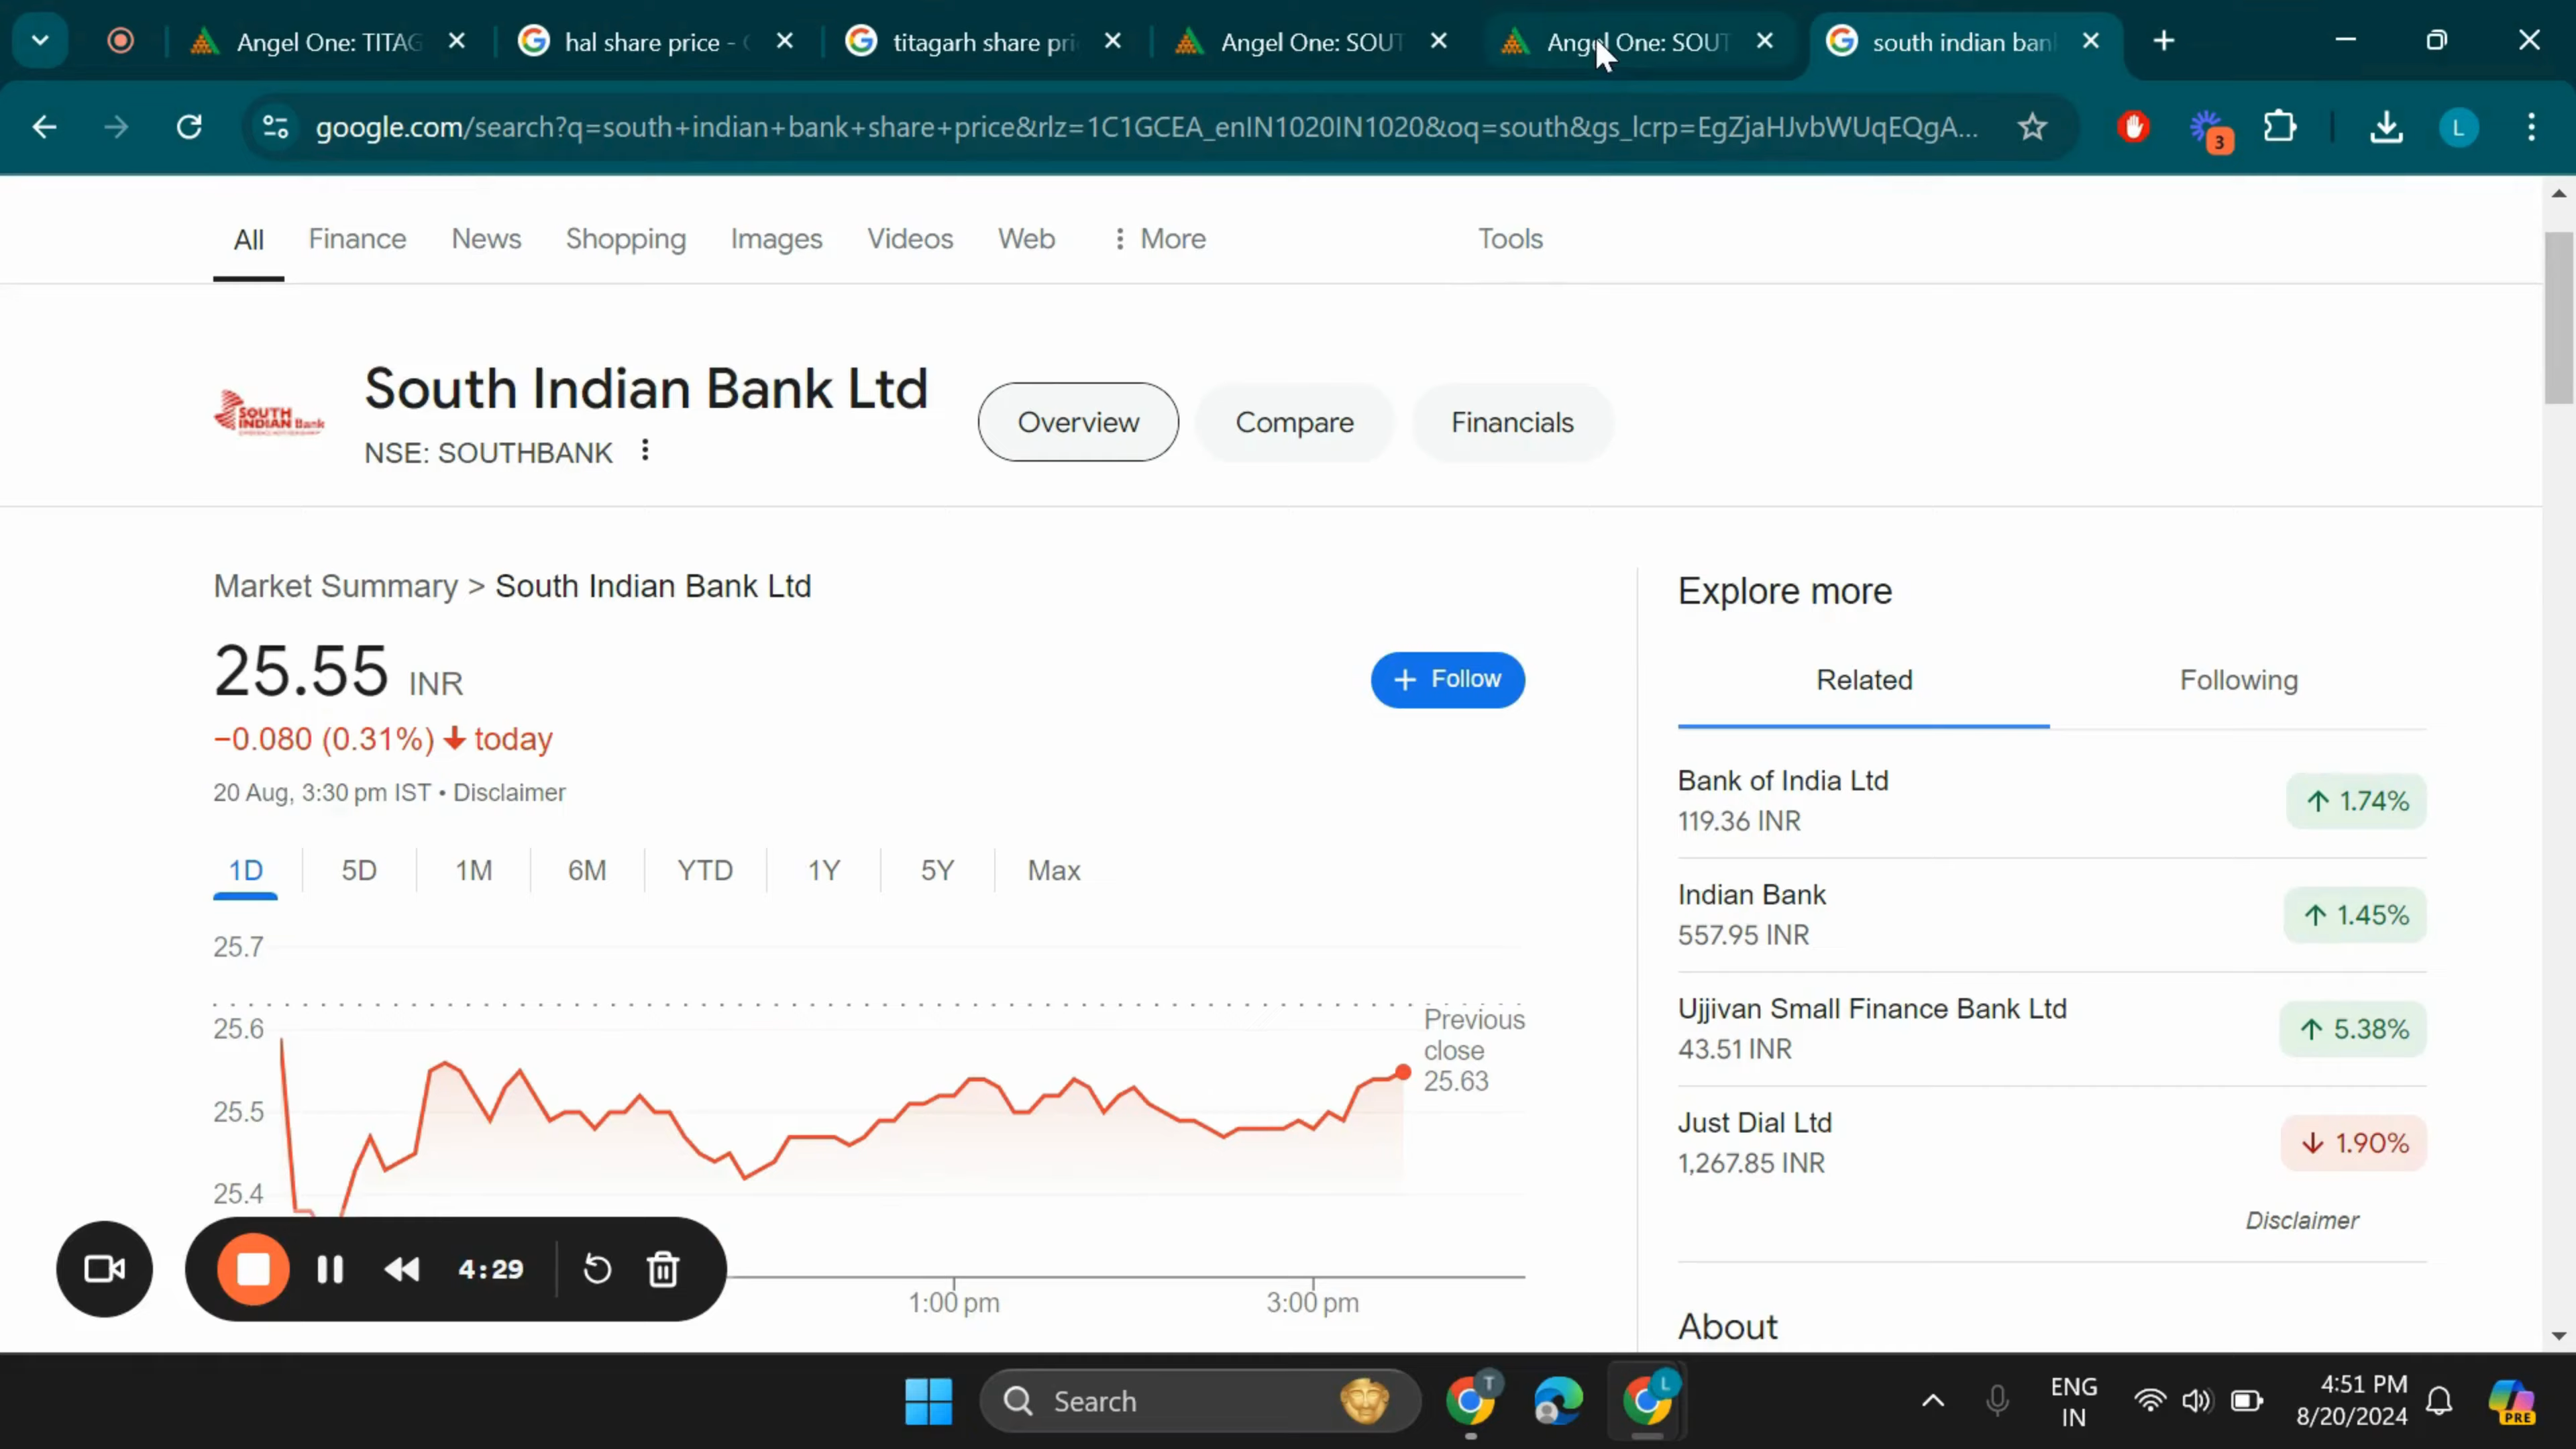 Angel One: TITAG
hal share price - G
titagarh share pri
Angel One: SOUT
Angel One: SOUT
south indian ban
google.com/search?q=south+indian+bank+share+price&rlz=1C1GCEA_enIN1020IN1020&oq=south&gs_lcrp=EgZjaHJvbWUqEQgA...
3
L
All
Finance
News
Shopping
Images
Videos
Web
More
Tools
SOUTH
INDIAN Bank
South Indian Bank Ltd
NSE: SOUTHBANK
Overview
Compare
Financials
Market Summary > South Indian Bank Ltd
25.55 INR
−0.080 (0.31%) ↓ today
20 Aug, 3:30 pm IST • Disclaimer
+ Follow
1D
5D
1M
6M
YTD
1Y
5Y
Max
25.7
25.6
25.5
25.4
Previous
close
25.63
1:00 pm
3:00 pm
Explore more
Related
Following
Bank of India Ltd
119.36 INR
↑ 1.74%
Indian Bank
557.95 INR
↑ 1.45%
Ujjivan Small Finance Bank Ltd
43.51 INR
↑ 5.38%
Just Dial Ltd
1,267.85 INR
↓ 1.90%
Disclaimer
About
4:29
Search
T
L
ENG
IN
4:51 PM
8/20/2024
PRE